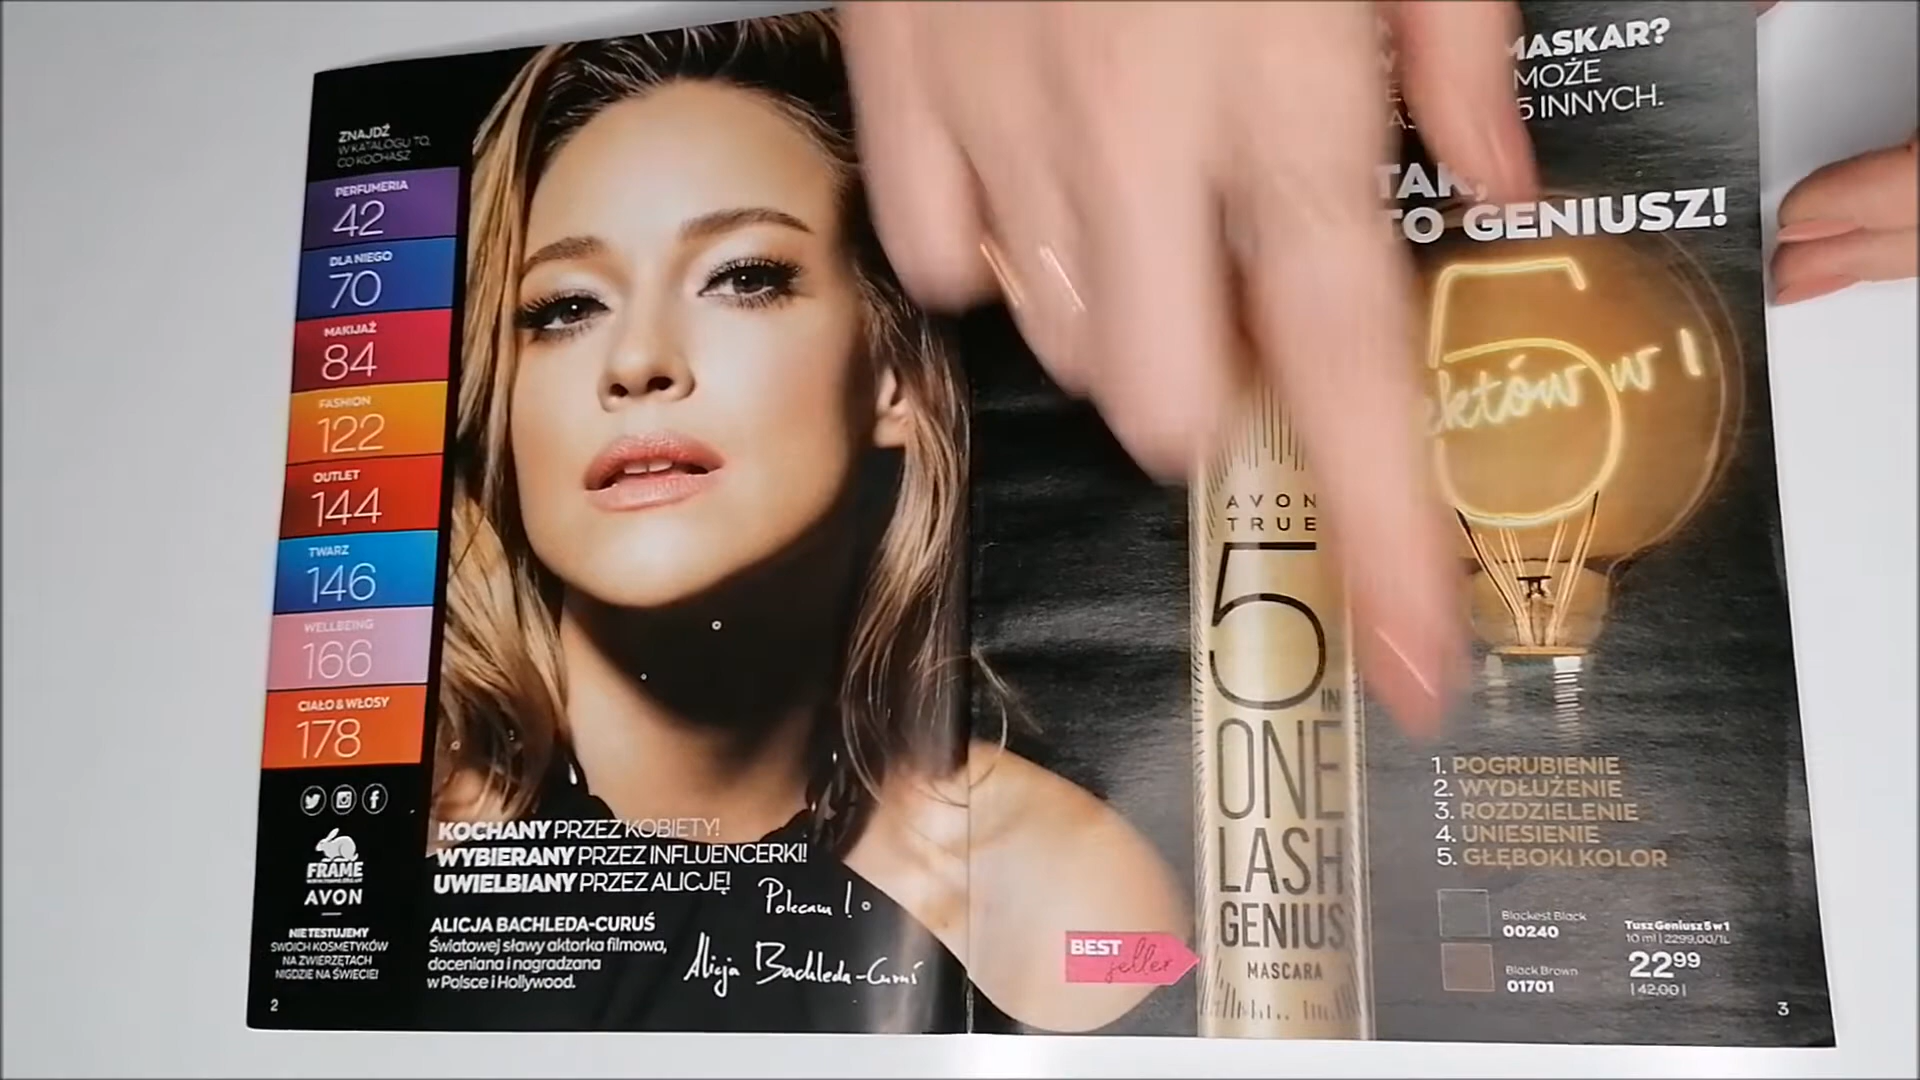 ZNAJDŹ
W KATALOGU TO,
CO KOCHASZ
PERFUMERIA
42
DLA NIEGO
70
MAKIJAŻ
84
FASHION
122
OUTLET
144
TWARZ
146
WELLBEING
166
CIAŁO & WŁOSY
178
FRAME
AVON
NIE TESTUJEMY
SWOICH KOSMETYKÓW
NA ZWIERZĘTACH
NIGDZIE NA ŚWIECIE!
2
KOCHANY PRZEZ KOBIETY!
WYBIERANY PRZEZ INFLUENCERKI!
UWIELBIANY PRZEZ ALICJĘ!
Polecam!
ALICJA BACHLEDA-CURUŚ
Światowej sławy aktorka filmowa,
doceniana i nagradzana
w Polsce i Hollywood.
Alicja Bachleda-Curuś
MASKAR?
MOŻE
5 INNYCH.
TAK,
TO GENIUSZ!
5
w 1
AVON
TRUE
5
IN
ONE
LASH
GENIUS
MASCARA
BEST
seller
1. POGRUBIENIE
2. WYDŁUŻENIE
3. ROZDZIELENIE
4. UNIESIENIE
5. GŁĘBOKI KOLOR
Blackest Black
00240
Black Brown
01701
Tusz Geniusz 5 w 1
10 ml | 2299,00/1L
22 99
| 42,00 |
3